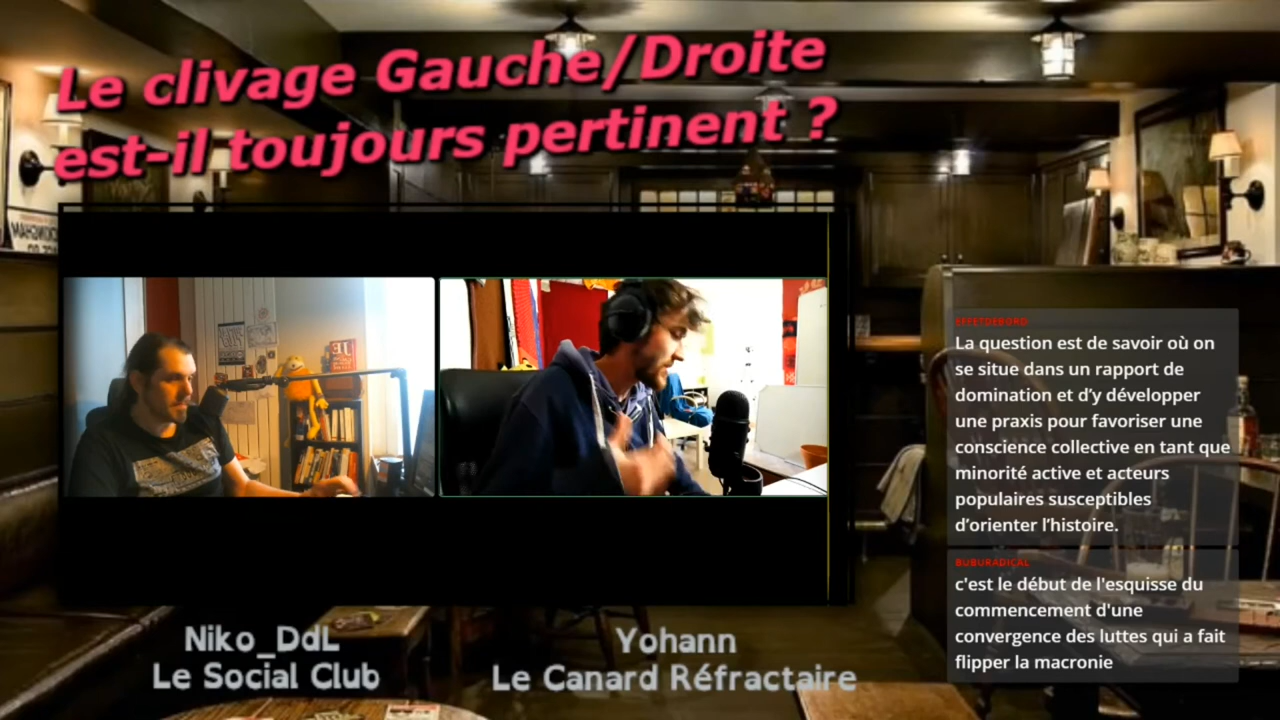 Le clivage Gauche/Droite
est-il toujours pertinent ?
EFFETDEBORD
La question est de savoir où on
se situe dans un rapport de
domination et d'y développer
une praxis pour favoriser une
conscience collective en tant que
minorité active et acteurs
populaires susceptibles
d'orienter l'histoire.
BUBURADICAL
c'est le début de l'esquisse du
commencement d'une
convergence des luttes qui a fait
flipper la macronie
Niko_DdL
Le Social Club
Yohann
Le Canard Réfractaire